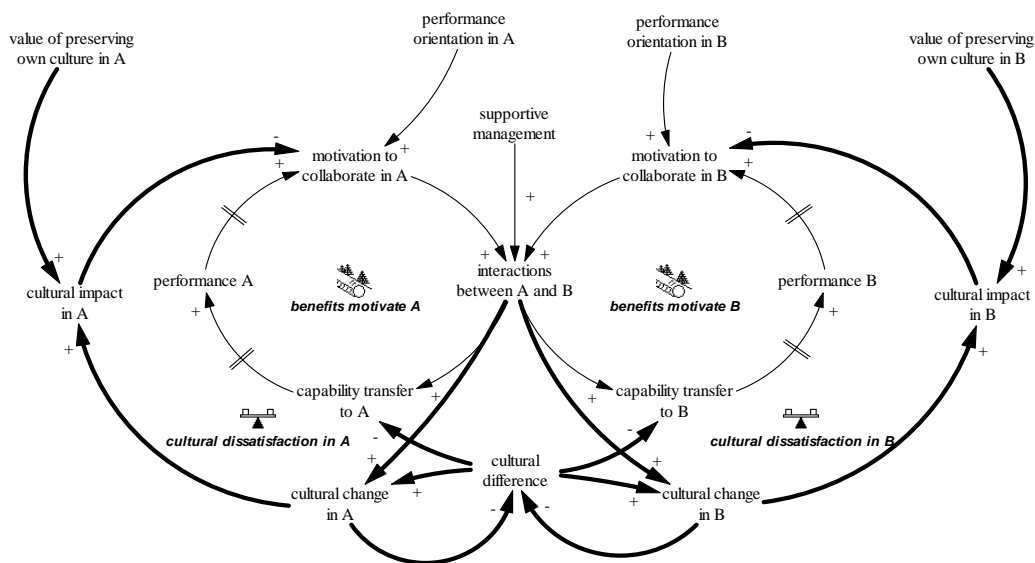 performance
orientation in A
performance
orientation in B
value of preserving
own culture in A
value of preserving
own culture in B
supportive
management
-
+
+
motivation to
collaborate in A
+
-
+
motivation to
collaborate in B
+
+
+
+
interactions
between A and B
performance A
performance B
+
cultural impact
in A
+
cultural impact
in B
benefits motivate A
benefits motivate B
+
+
+
+
capability transfer
to A
+
+
capability transfer
to B
cultural dissatisfaction in A
cultural dissatisfaction in B
-
-
+
cultural
difference
+
cultural change
in A
+
+
cultural change
in B
-
-